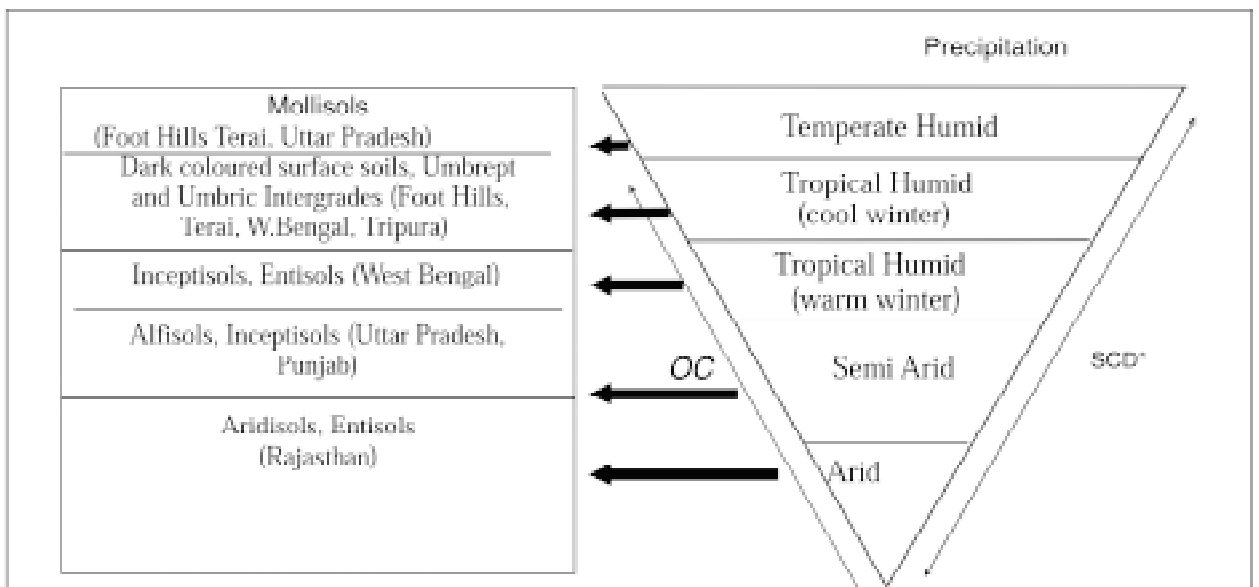 Precipitation
Mollisols
(Foot Hills Terai, Uttar Pradesh)
Dark coloured surface soils, Umbrept
and Umbric Intergrades (Foot Hills,
Terai, W.Bengal, Tripura)
Inceptisols, Entisols (West Bengal)
Alfisols, Inceptisols (Uttar Pradesh,
Punjab)
Aridisols, Entisols
(Rajasthan)
OC
Temperate Humid
Tropical Humid
(cool winter)
Tropical Humid
(warm winter)
Semi Arid
Arid
SCD*